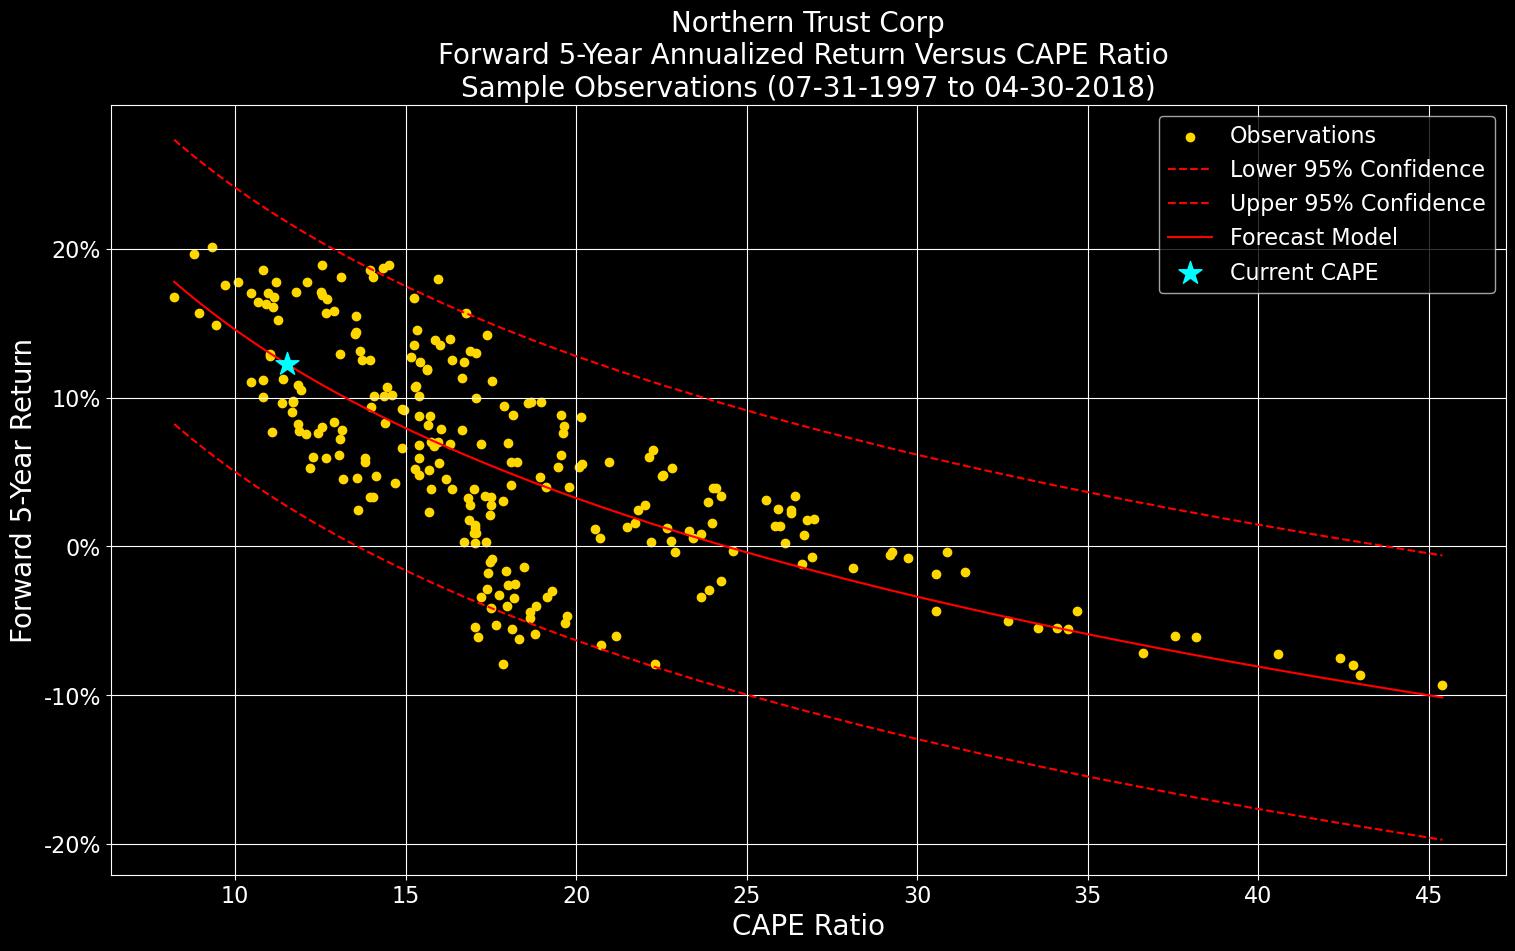 Northern Trust Corp
Forward 5-Year Annualized Return Versus CAPE Ratio
Sample Observations (07-31-1997 to 04-30-2018)
Observations
Lower 95% Confidence
Upper 95% Confidence
Forecast Model
Current CAPE
Forward 5-Year Return
20%
10%
0%
-10%
-20%
10 15 20 25 30 35 40 45
CAPE Ratio